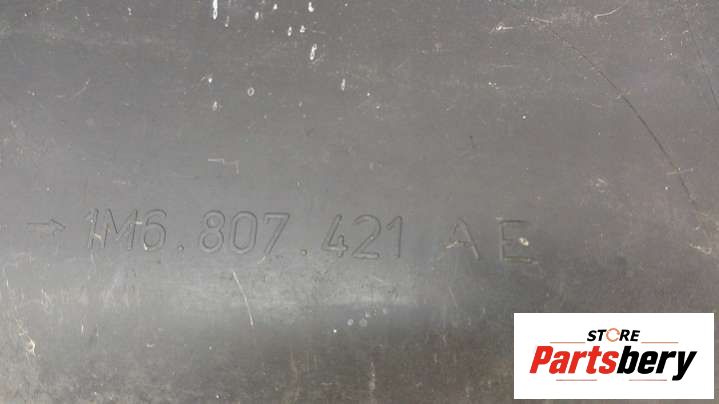 → 1M6.807.421 AE
STORE
Partsbery